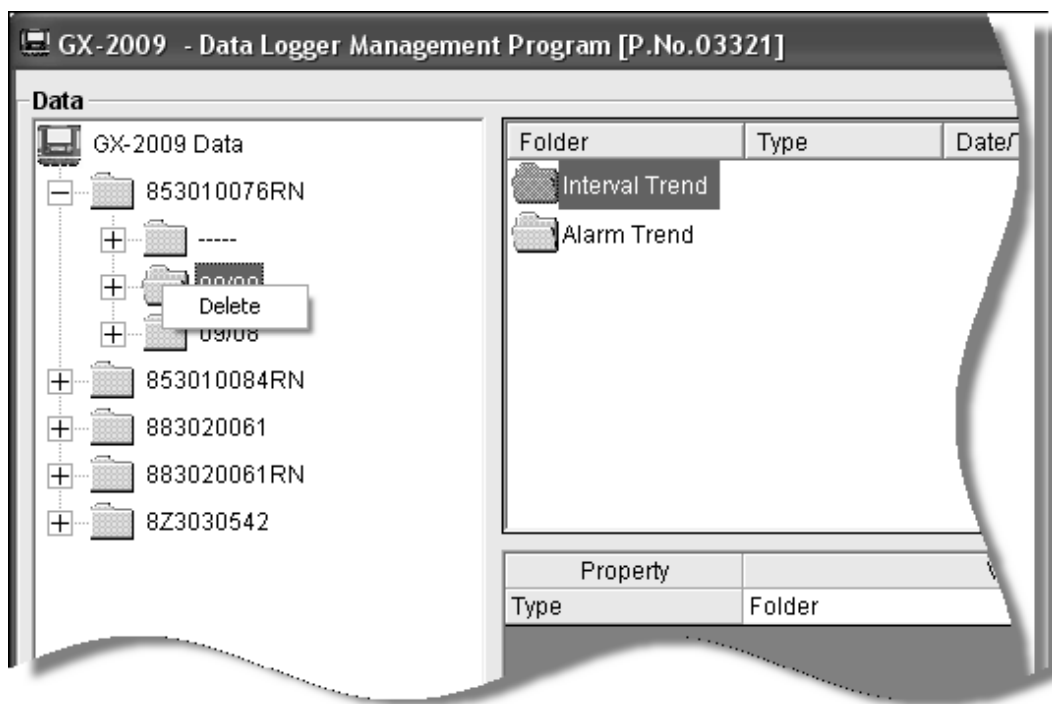 GX-2009 - Data Logger Management Program [P.No.03321]
Data
GX-2009 Data
853010076RN
-----
Delete
09/08
853010084RN
883020061
883020061RN
8Z3030542
Folder Type Date/T
Interval Trend
Alarm Trend
Property
Type Folder